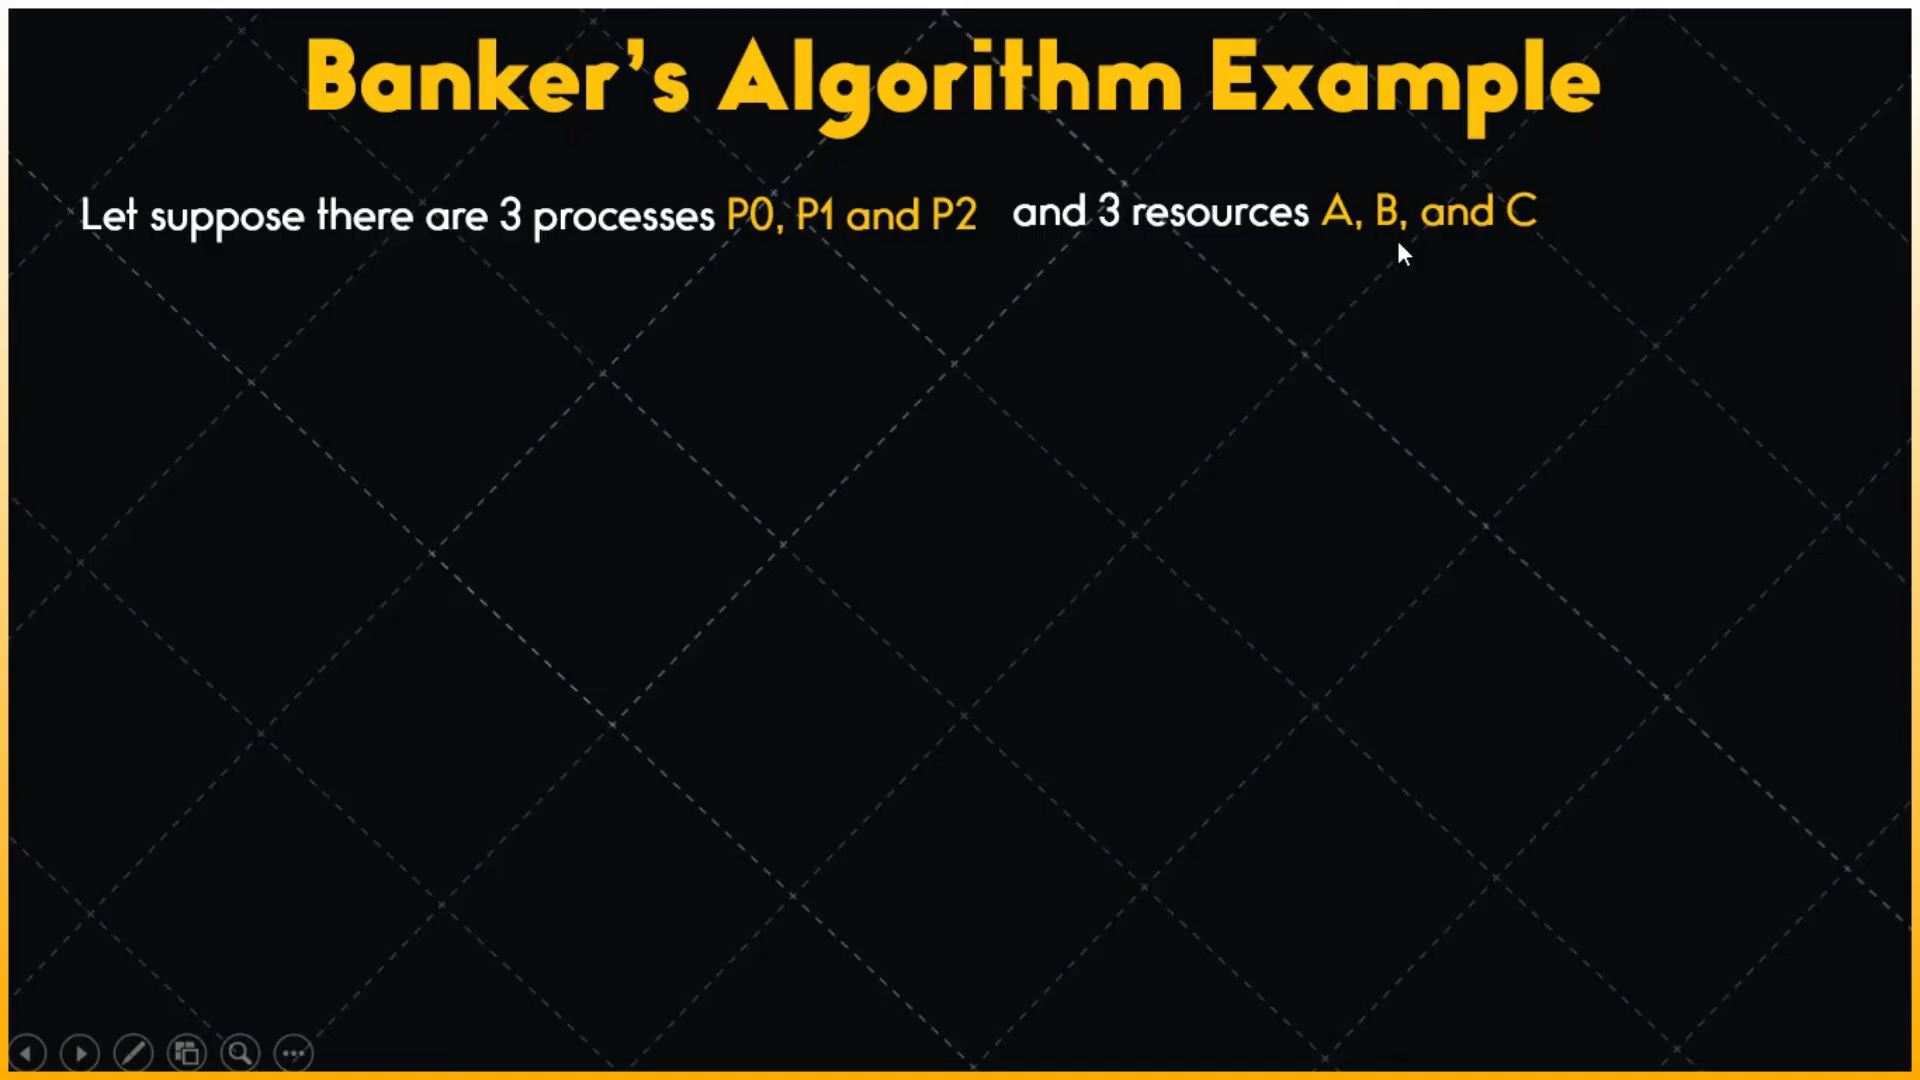 Banker’s Algorithm Example
Let suppose there are 3 processes P0, P1 and P2 and 3 resources A, B, and C